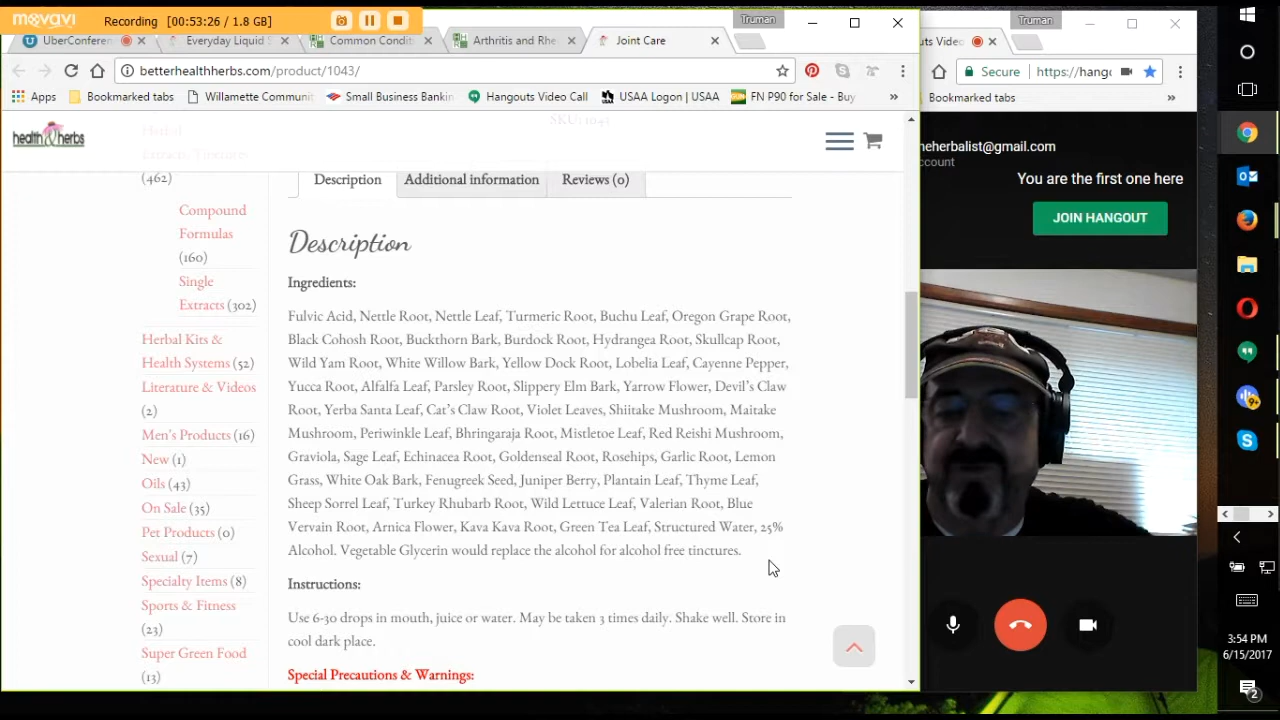 movavi Recording (00:53:26 / 1.8 GB)
Truman
Truman
UberConferen
Everyday Liquid
Common Condit
Arthritis and Rhe
Joint Care
uts Video
betterhealthherbs.com/product/1043/
Secure https://hang
Apps Bookmarked tabs Willamette Communit Small Business Bankin Hangouts Video Call USAA Logon | USAA FN P90 for Sale - Buy »
Bookmarked tabs »
health&herbs
SKU: 1043
Herbal
Extracts, Tinctures
(462)
Compound
Formulas
(160)
Single
Extracts (302)
Herbal Kits &
Health Systems (52)
Literature & Videos
(2)
Men's Products (16)
New (1)
Oils (43)
On Sale (35)
Pet Products (0)
Sexual (7)
Specialty Items (8)
Sports & Fitness
(23)
Super Green Food
(13)
Description Additional information Reviews (0)
Description
Ingredients:
Fulvic Acid, Nettle Root, Nettle Leaf, Turmeric Root, Buchu Leaf, Oregon Grape Root,
Black Cohosh Root, Buckthorn Bark, Burdock Root, Hydrangea Root, Skullcap Root,
Wild Yam Root, White Willow Bark, Yellow Dock Root, Lobelia Leaf, Cayenne Pepper,
Yucca Root, Alfalfa Leaf, Parsley Root, Slippery Elm Bark, Yarrow Flower, Devil's Claw
Root, Yerba Santa Leaf, Cat's Claw Root, Violet Leaves, Shiitake Mushroom, Maitake
Mushroom, Periwinkle Leaf, Bhringaraja Root, Mistletoe Leaf, Red Reishi Mushroom,
Graviola, Sage Leaf, Echinacea Root, Goldenseal Root, Rosehips, Garlic Root, Lemon
Grass, White Oak Bark, Fenugreek Seed, Juniper Berry, Plantain Leaf, Thyme Leaf,
Sheep Sorrel Leaf, Turkey Rhubarb Root, Wild Lettuce Leaf, Valerian Root, Blue
Vervain Root, Arnica Flower, Kava Kava Root, Green Tea Leaf, Structured Water, 25%
Alcohol. Vegetable Glycerin would replace the alcohol for alcohol free tinctures.
Instructions:
Use 6-30 drops in mouth, juice or water. May be taken 3 times daily. Shake well. Store in
cool dark place.
Special Precautions & Warnings:
heherbalist@gmail.com
ccount
You are the first one here
JOIN HANGOUT
9+
3:54 PM
6/15/2017
2